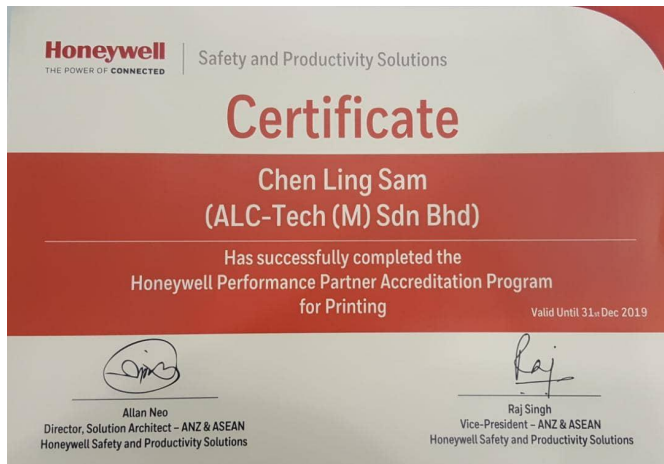 Honeywell
THE POWER OF CONNECTED
Safety and Productivity Solutions
Certificate
Chen Ling Sam
(ALC-Tech (M) Sdn Bhd)
Has successfully completed the
Honeywell Performance Partner Accreditation Program
for Printing
Valid Until 31st Dec 2019
Raj
Allan Neo
Director, Solution Architect – ANZ & ASEAN
Honeywell Safety and Productivity Solutions
Raj Singh
Vice-President – ANZ & ASEAN
Honeywell Safety and Productivity Solutions